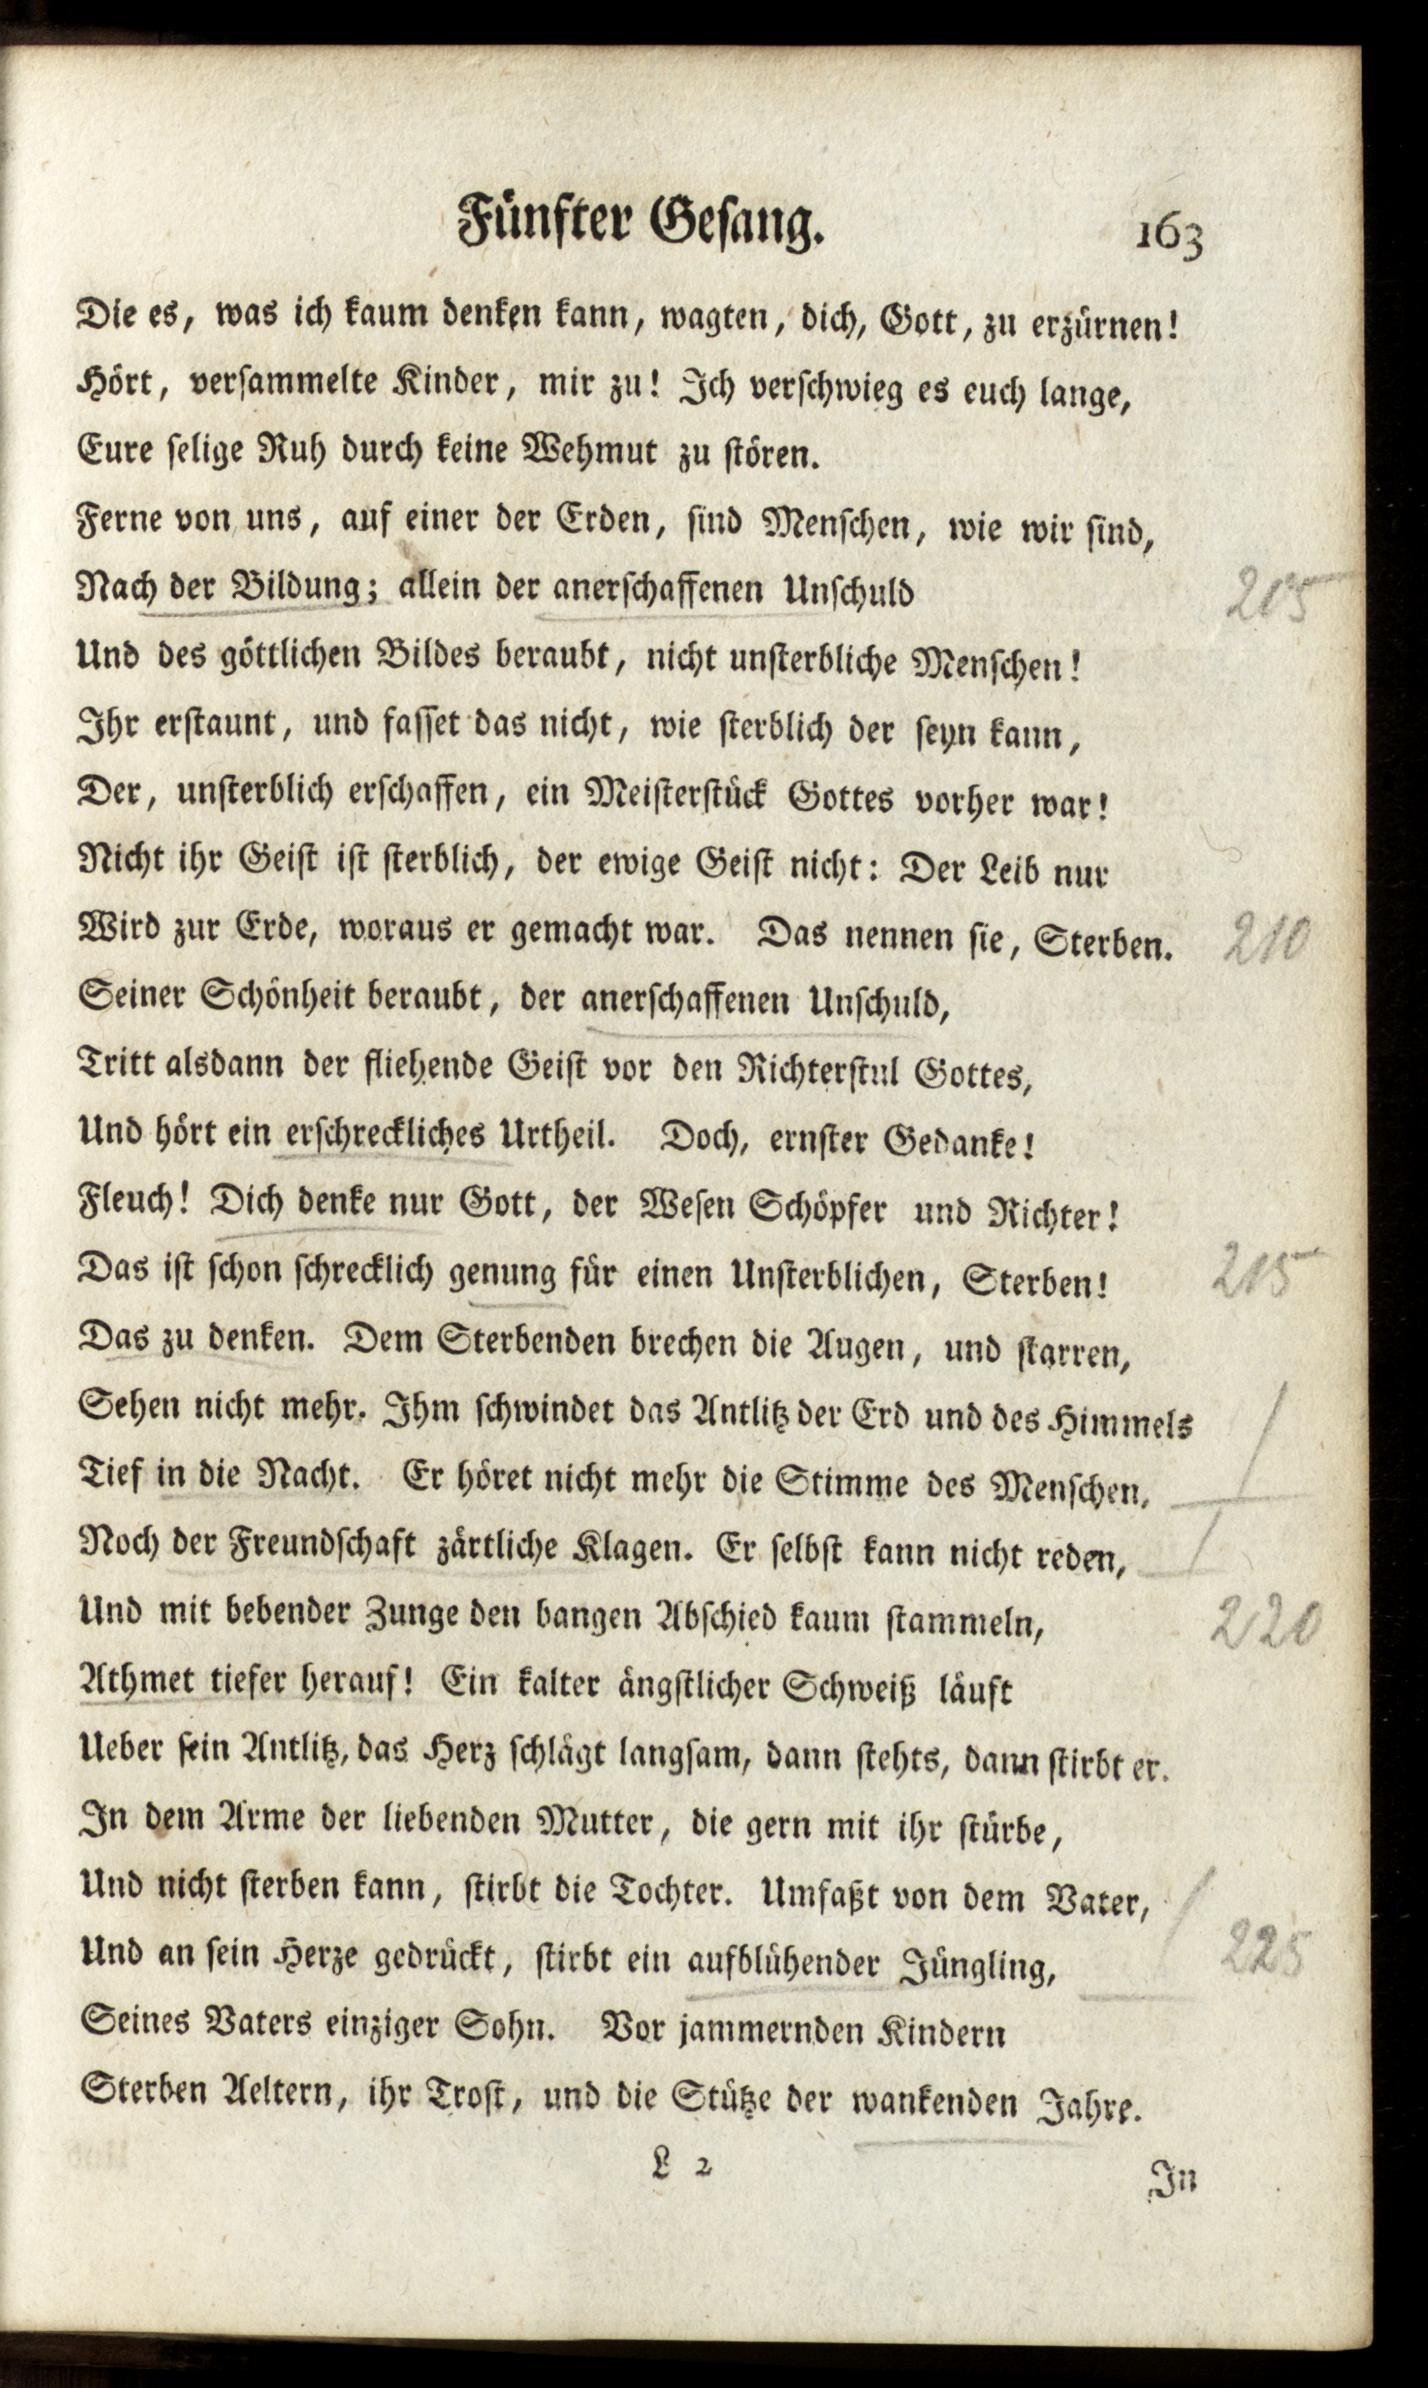 Fünfter Gesang. 163
Die es, was ich kaum denken kann, wagten, dich, Gott, zu erzürnen!
Hört, versammelte Kinder, mir zu! Ich verschwieg es euch lange,
Eure selige Ruh durch keine Wehmut zu stören.
Ferne von uns, auf einer der Erden, sind Menschen, wie wir sind,
Nach der Bildung; allein der anerschaffenen Unschuld 205
Und des göttlichen Bildes beraubt, nicht unsterbliche Menschen!
Ihr erstaunt, und fasset das nicht, wie sterblich der seyn kann,
Der, unsterblich erschaffen, ein Meisterstück Gottes vorher war!
Nicht ihr Geist ist sterblich, der ewige Geist nicht: Der Leib nur
Wird zur Erde, woraus er gemacht war. Das nennen sie, Sterben. 210
Seiner Schönheit beraubt, der anerschaffenen Unschuld,
Tritt alsdann der fliehende Geist vor den Richterstul Gottes,
Und hört ein erschreckliches Urtheil. Doch, ernster Gedanke!
Fleuch! Dich denke nur Gott, der Wesen Schöpfer und Richter!
Das ist schon schrecklich genung für einen Unsterblichen, Sterben! 215
Das zu denken. Dem Sterbenden brechen die Augen, und starren,
Sehen nicht mehr. Ihm schwindet das Antlitz der Erd und des Himmels
Tief in die Nacht. Er höret nicht mehr die Stimme des Menschen,
Noch der Freundschaft zärtliche Klagen. Er selbst kann nicht reden,
Und mit bebender Zunge den bangen Abschied kaum stammeln, 220
Athmet tiefer herauf! Ein kalter ängstlicher Schweiß läuft
Ueber sein Antlitz, das Herz schlägt langsam, dann stehts, dann stirbt er.
In dem Arme der liebenden Mutter, die gern mit ihr stürbe,
Und nicht sterben kann, stirbt die Tochter. Umfaßt von dem Vater,
Und an sein Herze gedrückt, stirbt ein aufblühender Jüngling, 225
Seines Vaters einziger Sohn. Vor jammernden Kindern
Sterben Aeltern, ihr Trost, und die Stütze der wankenden Jahre.
L 2
In